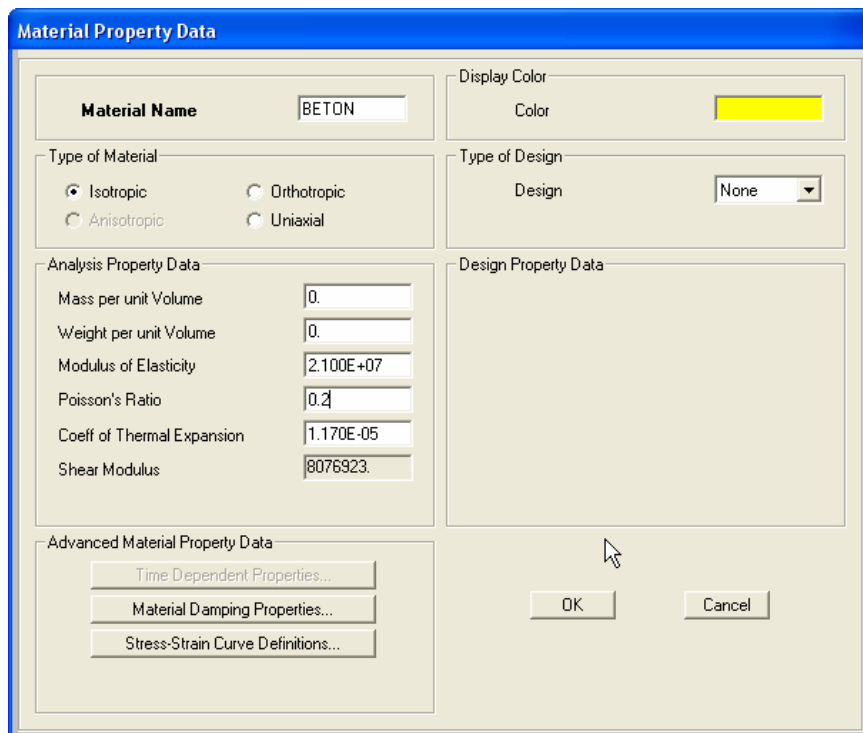 Material Property Data
Material Name BETON
Display Color
Color
Type of Material
Isotropic Orthotropic
Anisotropic Uniaxial
Type of Design
Design None
Analysis Property Data
Mass per unit Volume 0.
Weight per unit Volume 0.
Modulus of Elasticity 2.100E+07
Poisson's Ratio 0.2
Coeff of Thermal Expansion 1.170E-05
Shear Modulus 8076923.
Design Property Data
Advanced Material Property Data
Time Dependent Properties...
Material Damping Properties...
Stress-Strain Curve Definitions...
OK Cancel